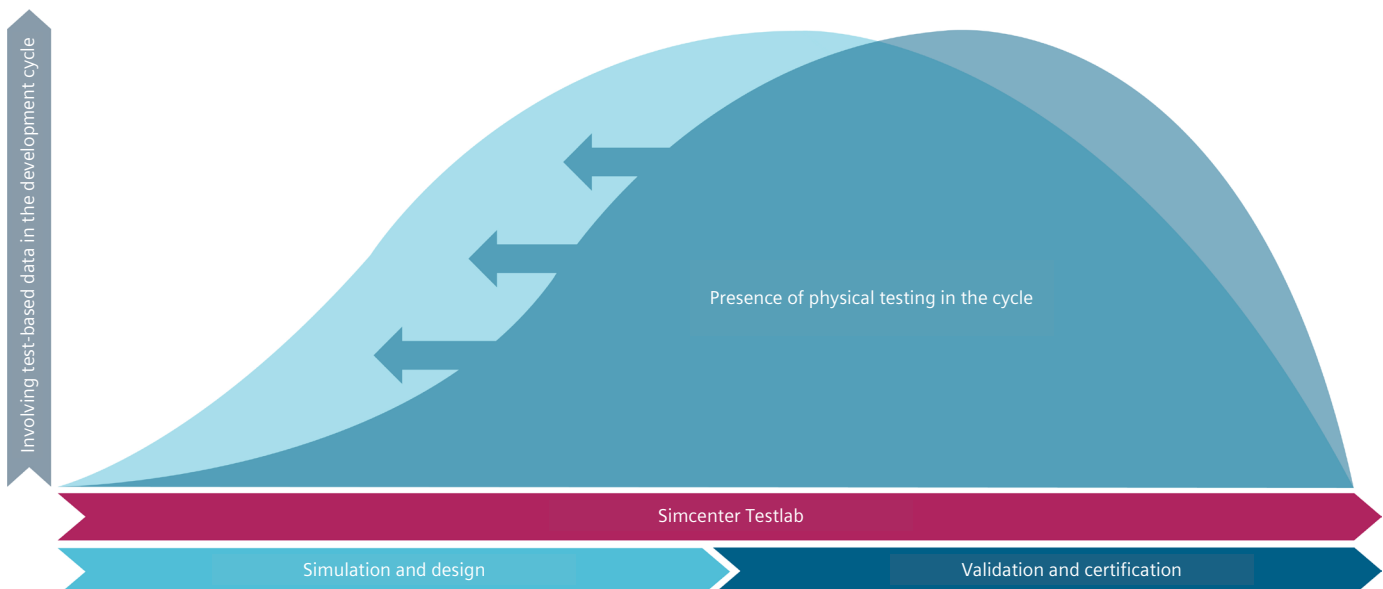 Involving test-based data in the development cycle
Presence of physical testing in the cycle
Simcenter Testlab
Simulation and design
Validation and certification